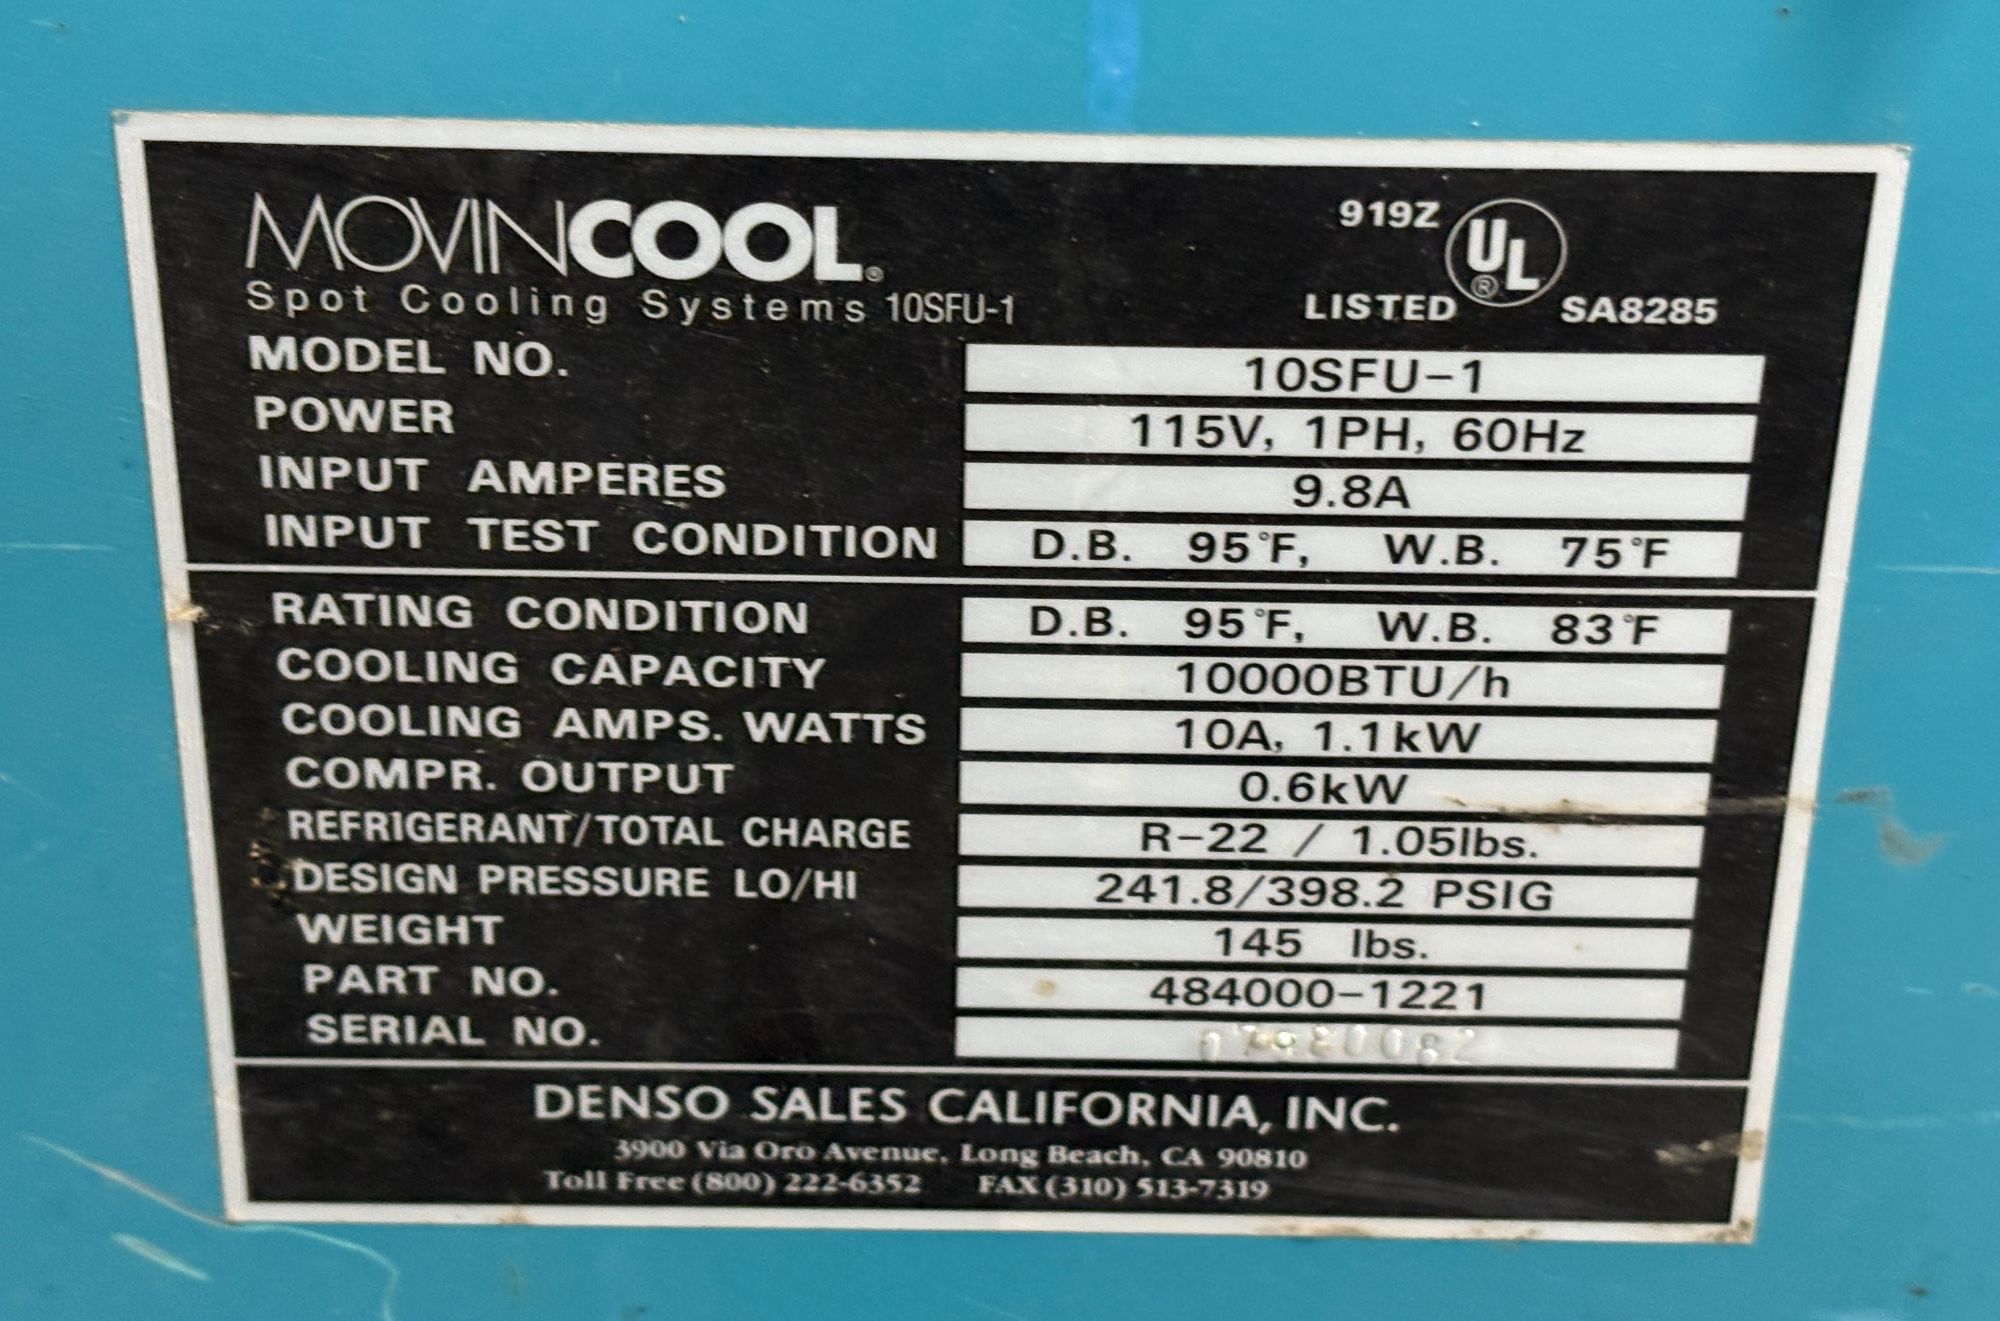 MOVINCOOL®
919Z UL® LISTED SA8285
Spot Cooling Systems 10SFU-1
MODEL NO. 10SFU-1
POWER 115V, 1PH, 60Hz
INPUT AMPERES 9.8A
INPUT TEST CONDITION D.B. 95°F, W.B. 75°F
RATING CONDITION D.B. 95°F, W.B. 83°F
COOLING CAPACITY 10000BTU/h
COOLING AMPS. WATTS 10A, 1.1kW
COMPR. OUTPUT 0.6kW
REFRIGERANT/TOTAL CHARGE R-22 / 1.05lbs.
DESIGN PRESSURE LO/HI 241.8/398.2 PSIG
WEIGHT 145 lbs.
PART NO. 484000-1221
SERIAL NO.
DENSO SALES CALIFORNIA, INC.
3900 Via Oro Avenue, Long Beach, CA 90810
Toll Free (800) 222-6352 FAX (310) 513-7319